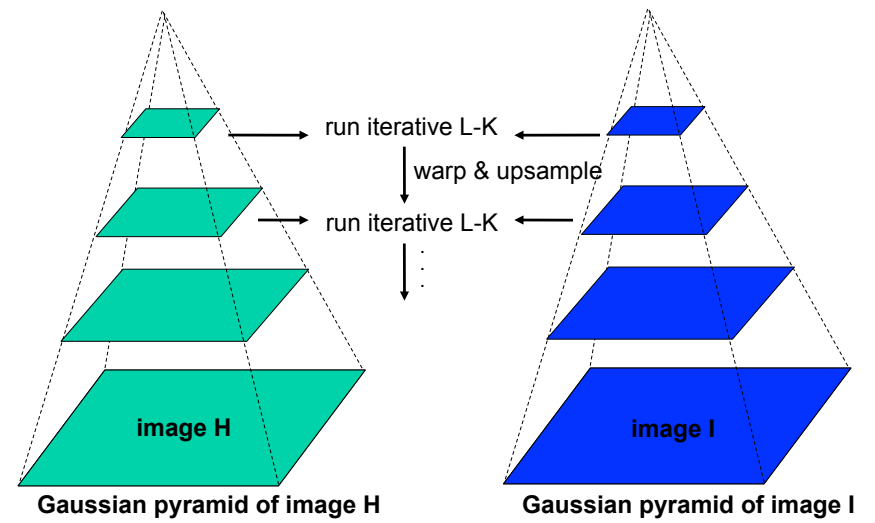 run iterative L-K
warp & upsample
run iterative L-K
.
.
.
image H
image I
Gaussian pyramid of image H
Gaussian pyramid of image I